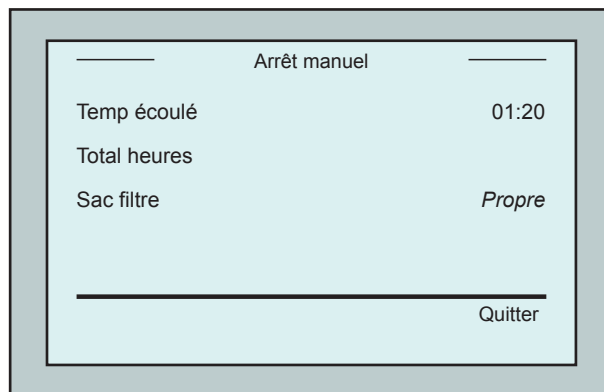 Arrêt manuel
Temp écoulé 01:20
Total heures
Sac filtre Propre
Quitter